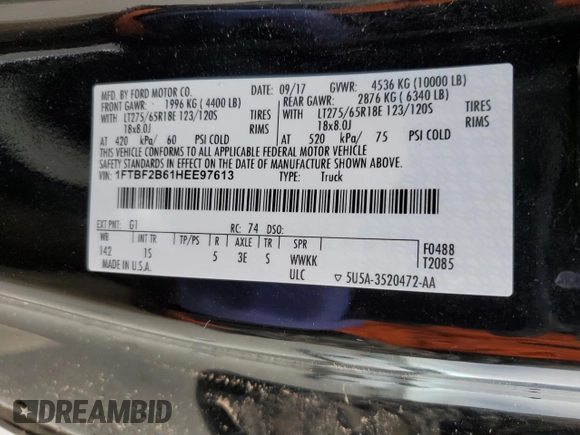 MFD. BY FORD MOTOR CO.
DATE: 09/17 GVWR: 4536 KG (10000 LB)
FRONT GAWR: 1996 KG ( 4400 LB) REAR GAWR: 2876 KG ( 6340 LB)
WITH LT275/65R18E 123/120S TIRES WITH LT275/65R18E 123/120S TIRES
18x8.0J RIMS 18x8.0J RIMS
AT 420 kPa/ 60 PSI COLD AT 520 kPa/ 75 PSI COLD
THIS VEHICLE CONFORMS TO ALL APPLICABLE FEDERAL MOTOR VEHICLE
SAFETY STANDARDS IN EFFECT ON THE DATE OF MANUFACTURE SHOWN ABOVE.
VIN: 1FTBF2B61HEE97613 TYPE: Truck
EXT PNT: G1 RC: 74 DSO:
WB INT TR TP/PS R AXLE TR SPR F0488
142 1S 5 3E S WWKK T2085
MADE IN U.S.A. ULC ▽ 5U5A-3520472-AA
DREAMBID